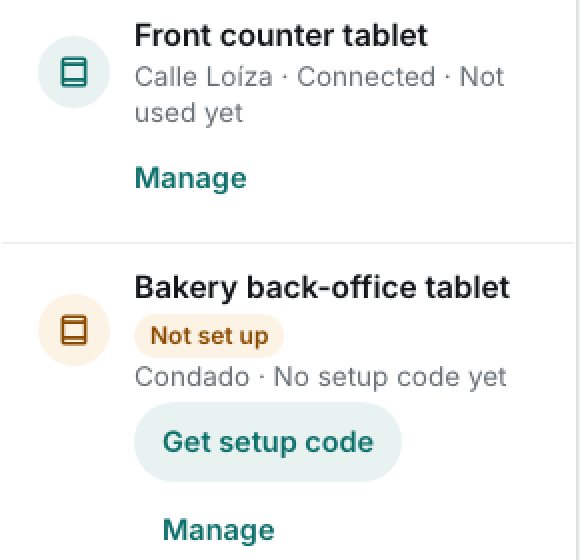 Front counter tablet
Calle Loíza · Connected · Not
used yet
Manage
Bakery back-office tablet
Not set up
Condado · No setup code yet
Get setup code
Manage